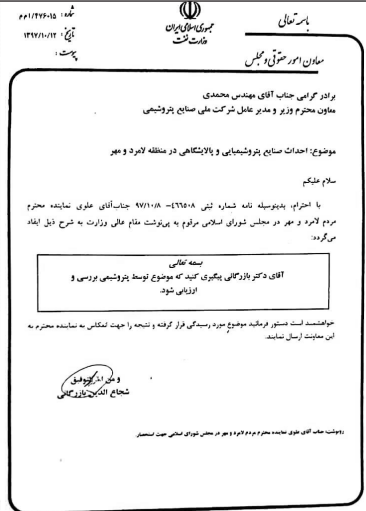 باسمه تعالی
جمهوری اسلامی ایران
وزارت نفت
شماره: ۱/۴۷۶۰۱۵م م
تاریخ: ۱۳۹۷/۱۰/۱۲
پیوست:
معاون امور حقوقی و مجلس
برادر گرامی جناب آقای مهندس محمدی
معاون محترم وزیر و مدیر عامل شرکت ملی صنایع پتروشیمی
موضوع: احداث صنایع پتروشیمیایی و پالایشگاهی در منطقه لامرد و مهر
سلام علیکم
با احترام، بدینوسیله نامه شماره ثبتی ۴۶۶۵۰۸- ۹۷/۱۰/۸ جناب‌آقای علوی نماینده محترم
مردم لامرد و مهر در مجلس شورای اسلامی مرقوم به پی‌نوشت مقام عالی وزارت به شرح ذیل ایفاد
می‌گردد:
بسمه تعالی
آقای دکتر بازرگانی پیگیری کنید که موضوع توسط پتروشیمی بررسی و
ارزیابی شود.
خواهشمند است دستور فرمائید موضوع مورد رسیدگی قرار گرفته و نتیجه را جهت انعکاس به نماینده محترم به
این معاونت ارسال نمایند.
و من ا... التوفیق
شجاع الدین بازرگانی
رونوشت: جناب آقای علوی نماینده محترم مردم لامرد و مهر در مجلس شورای اسلامی جهت استحضار